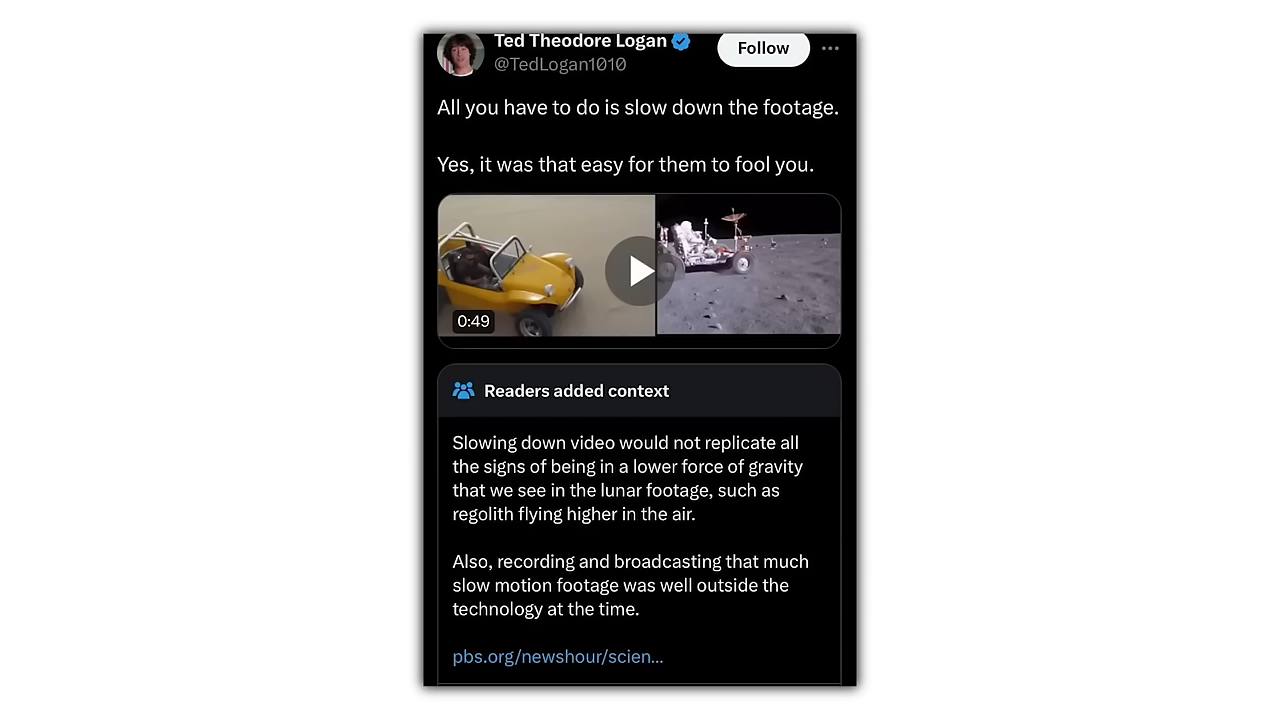 Ted Theodore Logan
Follow
@TedLogan1010
All you have to do is slow down the footage.
Yes, it was that easy for them to fool you.
0:49
Readers added context
Slowing down video would not replicate all
the signs of being in a lower force of gravity
that we see in the lunar footage, such as
regolith flying higher in the air.
Also, recording and broadcasting that much
slow motion footage was well outside the
technology at the time.
pbs.org/newshour/scien...